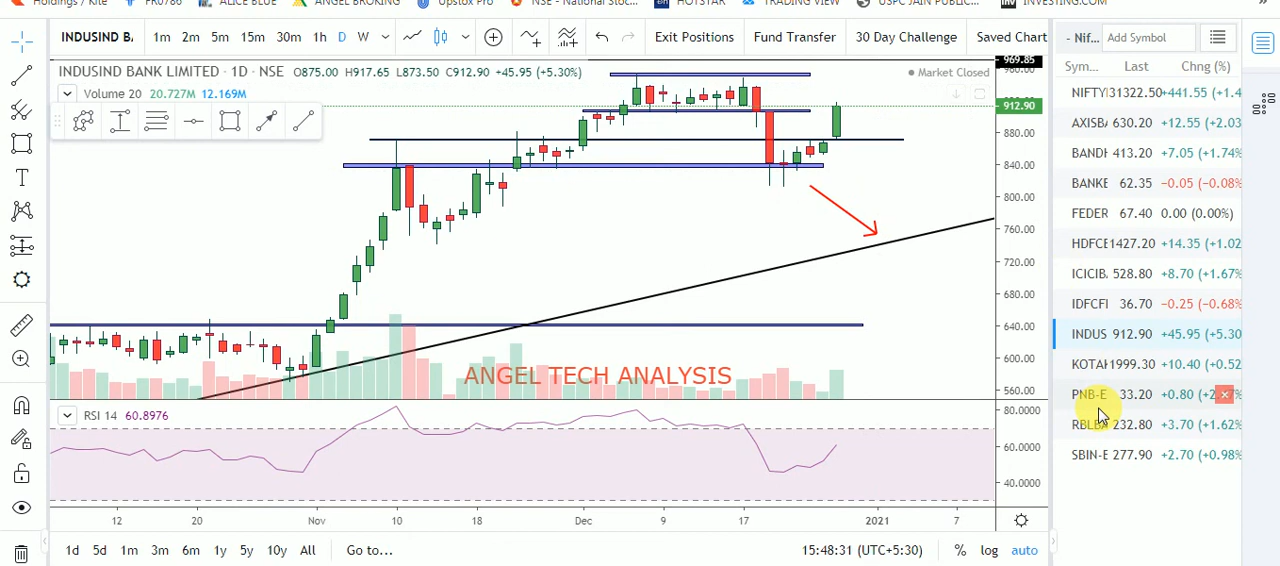 Holdings / Kite FR0786 ALICE BLUE ANGEL BROKING Upstox Pro NSE - National Stoc... HOTSTAR TRADING VIEW USPC JAIN PUBLIC... INVESTING.COM
INDUSIND BA 1m 2m 5m 15m 30m 1h D W Exit Positions Fund Transfer 30 Day Challenge Saved Chart - Nif... Add Symbol
INDUSIND BANK LIMITED · 1D · NSE O875.00 H917.65 L873.50 C912.90 +45.95 (+5.30%) Market Closed
Volume 20 20.727M 12.169M
969.85
960.00
912.90
880.00
840.00
800.00
760.00
720.00
680.00
640.00
600.00
560.00
ANGEL TECH ANALYSIS
RSI 14 60.8976
80.0000
60.0000
40.0000
12 20 Nov 10 18 Dec 9 17 2021 7
1d 5d 1m 3m 6m 1y 5y 10y All Go to... 15:48:31 (UTC+5:30) % log auto
Sym... Last Chng (%)
NIFTY 31322.50 +441.55 (+1.4
AXISB 630.20 +12.55 (+2.03
BANDH 413.20 +7.05 (+1.74%
BANKE 62.35 −0.05 (−0.08%
FEDER 67.40 0.00 (0.00%)
HDFCE 1427.20 +14.35 (+1.02
ICICIB 528.80 +8.70 (+1.67%
IDFCFI 36.70 −0.25 (−0.68%
INDUS 912.90 +45.95 (+5.30
KOTAK 1999.30 +10.40 (+0.52
PNB-E 33.20 +0.80
RBLBA 232.80 +3.70 (+1.62%
SBIN-E 277.90 +2.70 (+0.98%